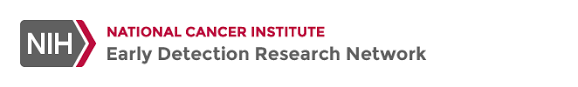 NIH
NATIONAL CANCER INSTITUTE
Early Detection Research Network